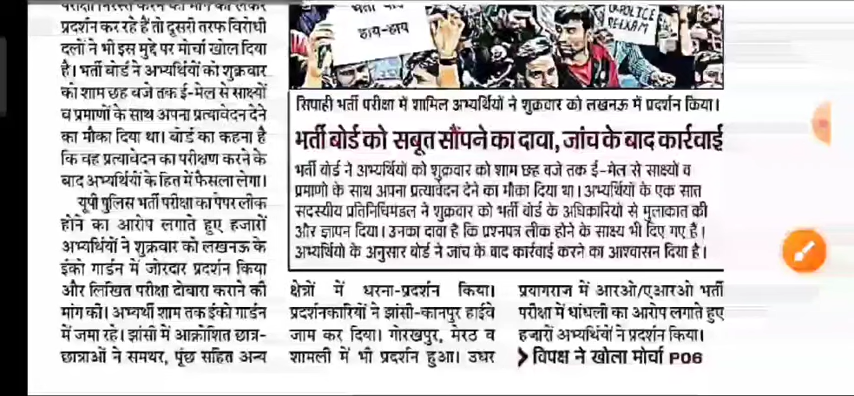 प्रदर्शन कर रहे हैं तो दूसरी तरफ विरोधी
दलों ने भी इस मुद्दे पर मोर्चा खोल दिया
है। भर्ती बोर्ड ने अभ्यर्थियों को शुक्रवार
को शाम छह बजे तक ई-मेल से साक्ष्यों
व प्रमाणों के साथ अपना प्रत्यावेदन देने
का मौका दिया था। बोर्ड का कहना है
कि वह प्रत्यावेदन का परीक्षण करने के
बाद अभ्यर्थियों के हित में फैसला लेगा।
यूपी पुलिस भर्ती परीक्षा का पेपर लीक
होने का आरोप लगाते हुए हजारों
अभ्यर्थियों ने शुक्रवार को लखनऊ के
ईको गार्डन में जोरदार प्रदर्शन किया
और लिखित परीक्षा दोबारा कराने की
मांग की। अभ्यर्थी शाम तक ईको गार्डन
में जमा रहे। झांसी में आक्रोशित छात्र-
छात्राओं ने समथर, पूंछ सहित अन्य
हाय-हाय
RE-EXAM
सिपाही भर्ती परीक्षा में शामिल अभ्यर्थियों ने शुक्रवार को लखनऊ में प्रदर्शन किया।
भर्ती बोर्ड को सबूत सौंपने का दावा, जांच के बाद कार्रवाई
भर्ती बोर्ड ने अभ्यर्थियों को शुक्रवार को शाम छह बजे तक ई-मेल से साक्ष्यों व
प्रमाणों के साथ अपना प्रत्यावेदन देने का मौका दिया था। अभ्यर्थियों के एक सात
सदस्यीय प्रतिनिधिमंडल ने शुक्रवार को भर्ती बोर्ड के अधिकारियों से मुलाकात की
और ज्ञापन दिया। उनका दावा है कि प्रश्नपत्र लीक होने के साक्ष्य भी दिए गए हैं।
अभ्यर्थियों के अनुसार बोर्ड ने जांच के बाद कार्रवाई करने का आश्वासन दिया है।
क्षेत्रों में धरना-प्रदर्शन किया।
प्रदर्शनकारियों ने झांसी-कानपुर हाईवे
जाम कर दिया। गोरखपुर, मेरठ व
शामली में भी प्रदर्शन हुआ। उधर
प्रयागराज में आरओ/एआरओ भर्ती
परीक्षा में धांधली का आरोप लगाते हुए
हजारों अभ्यर्थियों ने प्रदर्शन किया।
विपक्ष ने खोला मोर्चा P06